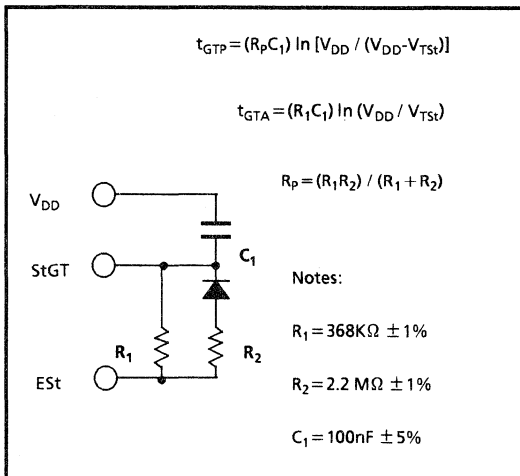 t_GTP = (R_PC_1) ln [V_DD / (V_DD-V_TSt)]
t_GTA = (R_1C_1) ln (V_DD / V_TSt)
R_P = (R_1R_2) / (R_1 + R_2)
V_DD
C_1
StGT
Notes:
R_1 = 368KΩ ±1%
R_1
R_2
R_2 = 2.2 MΩ ±1%
ESt
C_1 = 100nF ±5%